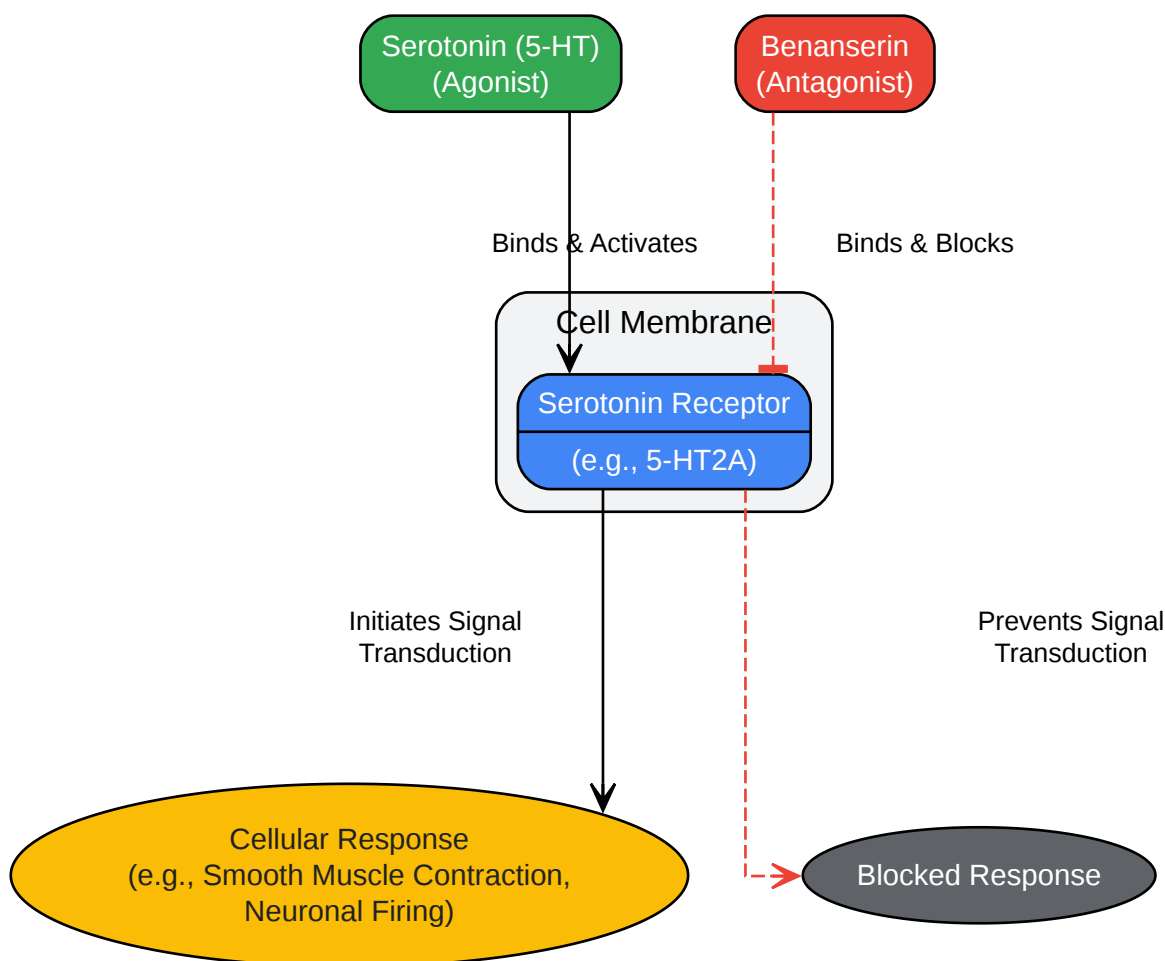 Serotonin (5-HT)
(Agonist)
Benanserin
(Antagonist)
Binds & Activates
Binds & Blocks
Cell Membrane
Serotonin Receptor
(e.g., 5-HT2A)
Initiates Signal
Transduction
Prevents Signal
Transduction
Cellular Response
(e.g., Smooth Muscle Contraction,
Neuronal Firing)
Blocked Response